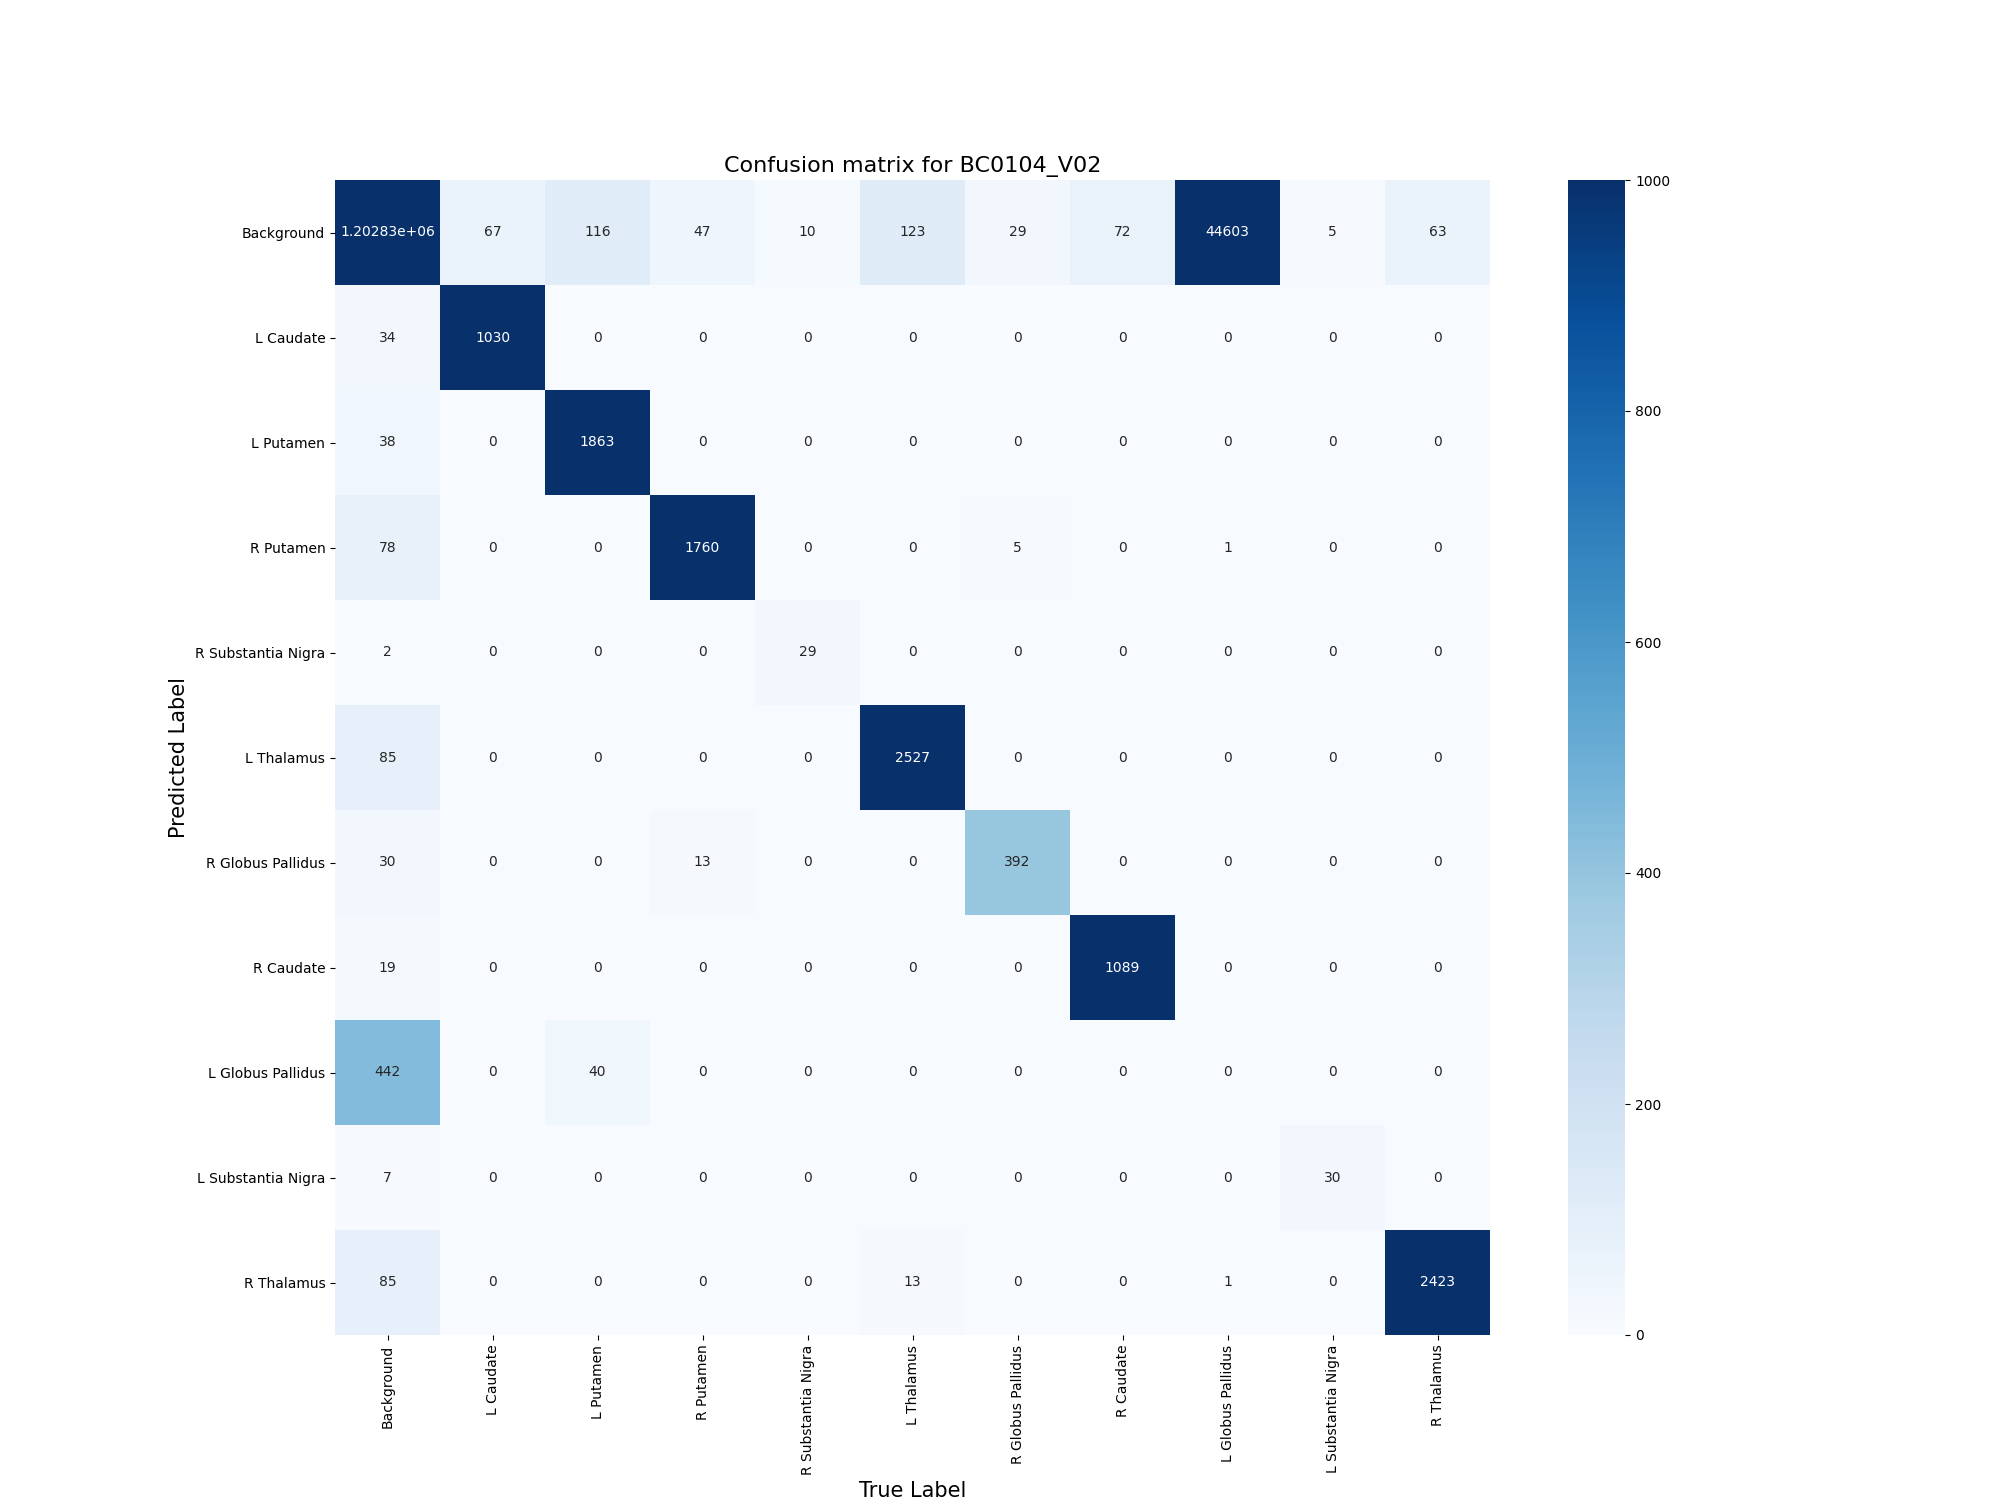 Confusion matrix for BC0104_V02
Background 1.20283e+06 67 116 47 10 123 29 72 44603 5 63
L Caudate 34 1030 0 0 0 0 0 0 0 0 0
L Putamen 38 0 1863 0 0 0 0 0 0 0 0
R Putamen 78 0 0 1760 0 0 5 0 1 0 0
R Substantia Nigra 2 0 0 0 29 0 0 0 0 0 0
L Thalamus 85 0 0 0 0 2527 0 0 0 0 0
R Globus Pallidus 30 0 0 13 0 0 392 0 0 0 0
R Caudate 19 0 0 0 0 0 0 1089 0 0 0
L Globus Pallidus 442 0 40 0 0 0 0 0 0 0 0
L Substantia Nigra 7 0 0 0 0 0 0 0 0 30 0
R Thalamus 85 0 0 0 0 13 0 0 1 0 2423
Predicted Label
Background
L Caudate
L Putamen
R Putamen
R Substantia Nigra
L Thalamus
R Globus Pallidus
R Caudate
L Globus Pallidus
L Substantia Nigra
R Thalamus
True Label
1000
800
600
400
200
0